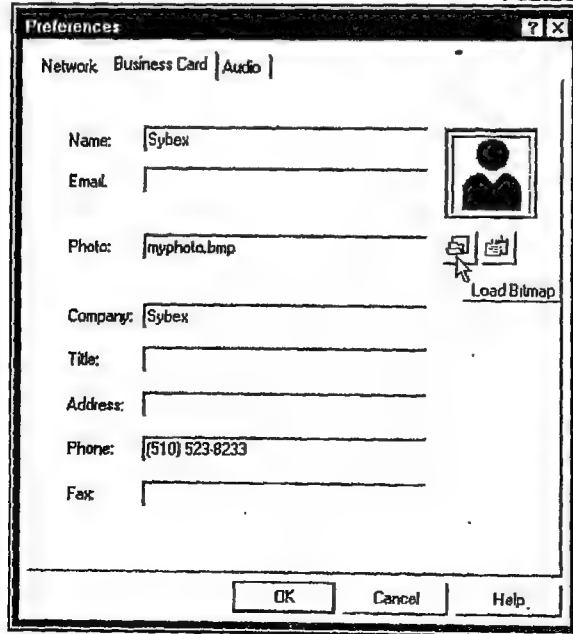 Preferences
Network Business Card Audio
Name: Sybex
Email.
Photo: myphoto.bmp
Load Bitmap
Company: Sybex
Title:
Address:
Phone: (510) 523-8233
Fax:
OK Cancel Help